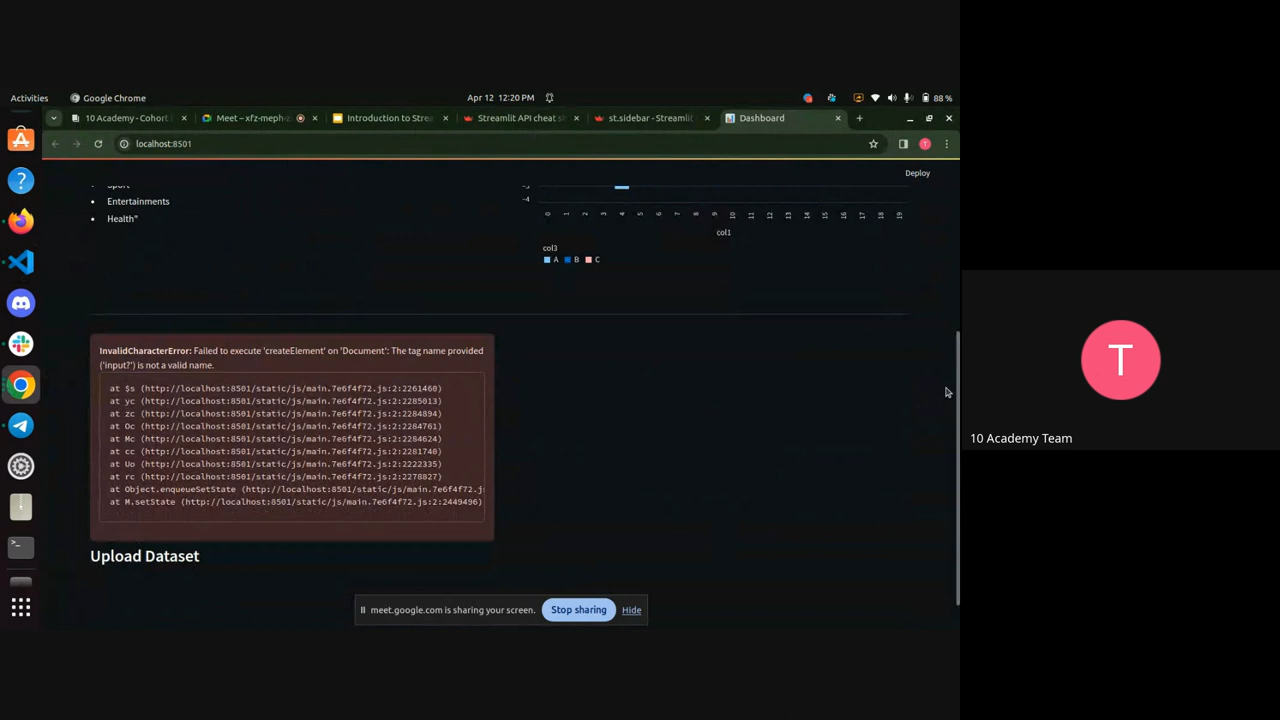 Activities
Google Chrome
Apr 12 12:20 PM
88 %
10 Academy - Cohort
Meet – xfz-meph-
Introduction to Strea
Streamlit API cheat s
st.sidebar - Streamlit
Dashboard
localhost:8501
T
Deploy
Sport
Entertainments
Health"
−3
−4
0 1 2 3 4 5 6 7 8 9 10 11 12 13 14 15 16 17 18 19
col1
col3
A B C
InvalidCharacterError: Failed to execute 'createElement' on 'Document': The tag name provided
('input?') is not a valid name.
at $s (http://localhost:8501/static/js/main.7e6f4f72.js:2:2261460)
at yc (http://localhost:8501/static/js/main.7e6f4f72.js:2:2285013)
at zc (http://localhost:8501/static/js/main.7e6f4f72.js:2:2284894)
at Oc (http://localhost:8501/static/js/main.7e6f4f72.js:2:2284761)
at Mc (http://localhost:8501/static/js/main.7e6f4f72.js:2:2284624)
at cc (http://localhost:8501/static/js/main.7e6f4f72.js:2:2281740)
at Uo (http://localhost:8501/static/js/main.7e6f4f72.js:2:2222335)
at rc (http://localhost:8501/static/js/main.7e6f4f72.js:2:2278827)
at Object.enqueueSetState (http://localhost:8501/static/js/main.7e6f4f72.j
at M.setState (http://localhost:8501/static/js/main.7e6f4f72.js:2:2449496)
Upload Dataset
meet.google.com is sharing your screen.
Stop sharing
Hide
T
10 Academy Team